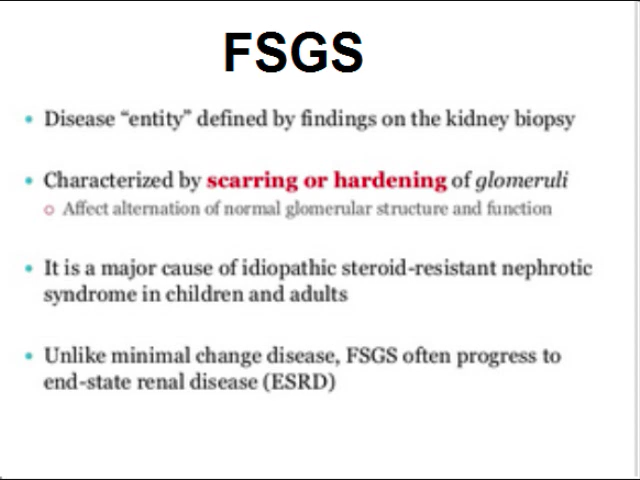 FSGS
• Disease “entity” defined by findings on the kidney biopsy
• Characterized by scarring or hardening of glomeruli
o Affect alternation of normal glomerular structure and function
• It is a major cause of idiopathic steroid-resistant nephrotic
syndrome in children and adults
• Unlike minimal change disease, FSGS often progress to
end-state renal disease (ESRD)